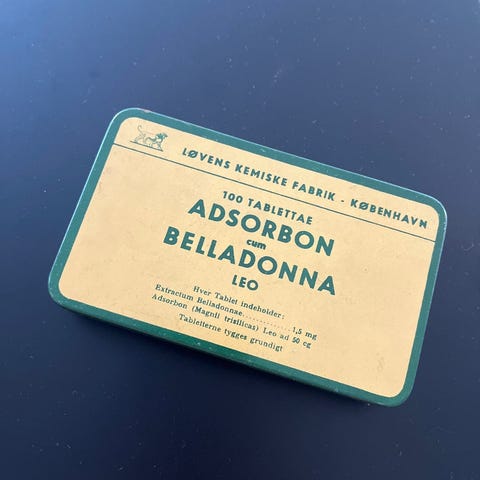 LØVENS KEMISKE FABRIK - KØBENHAVN
100 TABLETTAE
ADSORBON
cum
BELLADONNA
LEO
Hver Tablet indeholder:
Extractum Belladonnae.............1,5 mg
Adsorbon (Magnii trisilicas) Leo ad 50 cg
Tabletterne tygges grundigt